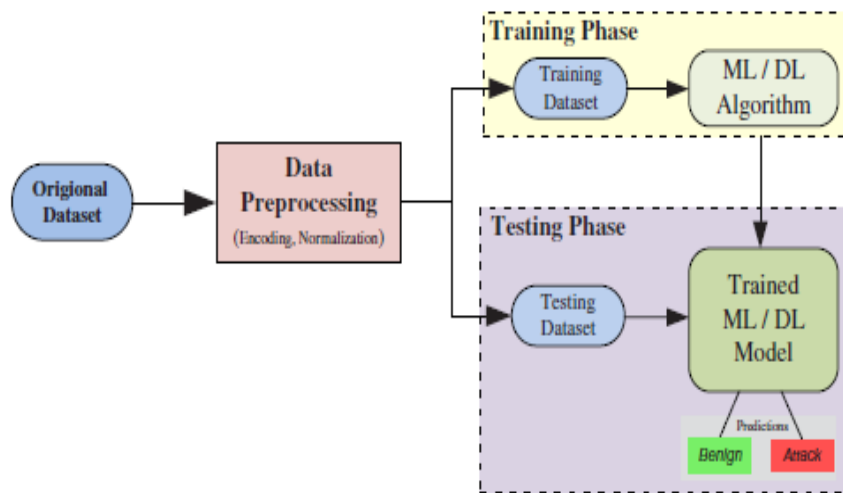 Training Phase
Training
Dataset
ML / DL
Algorithm
Origional
Dataset
Data
Preprocessing
(Encoding, Normalization)
Testing Phase
Testing
Dataset
Trained
ML / DL
Model
Predictions
Benign
Attack